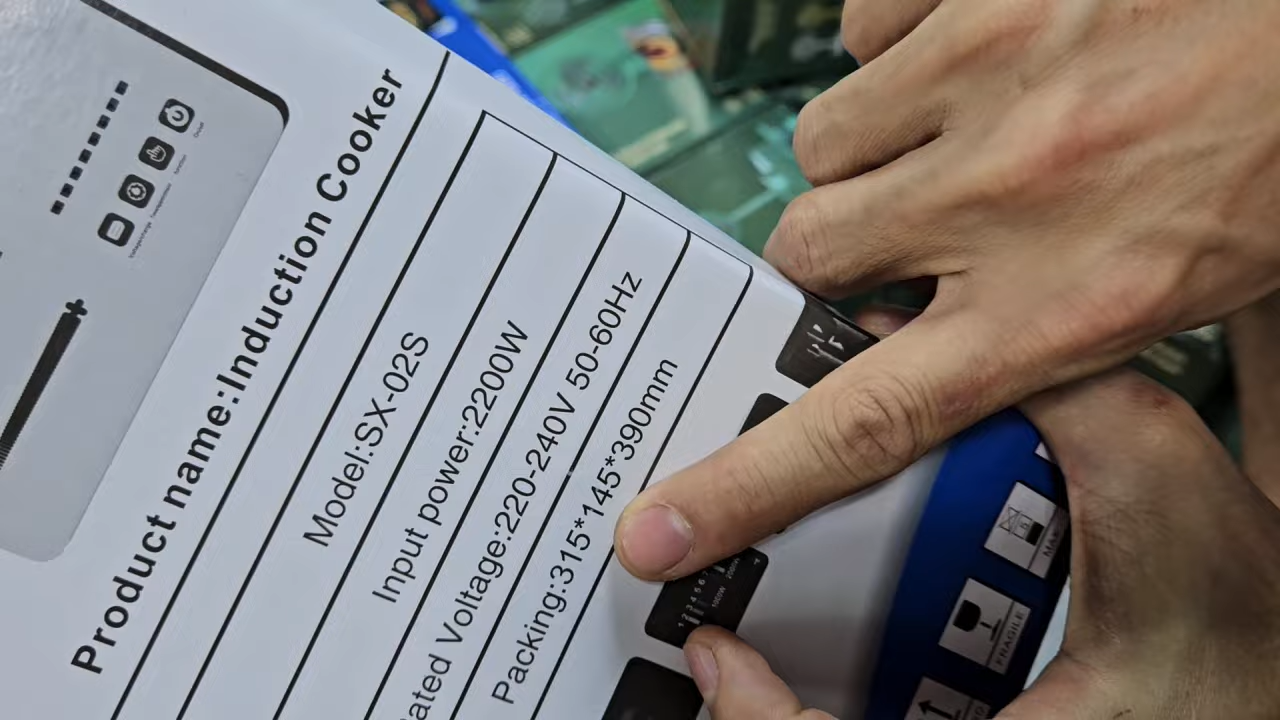 Product name:Induction Cooker
Model:SX-02S
Input power:2200W
ated Voltage:220-240V 50-60Hz
Packing:315*145*390mm
FRAGILE